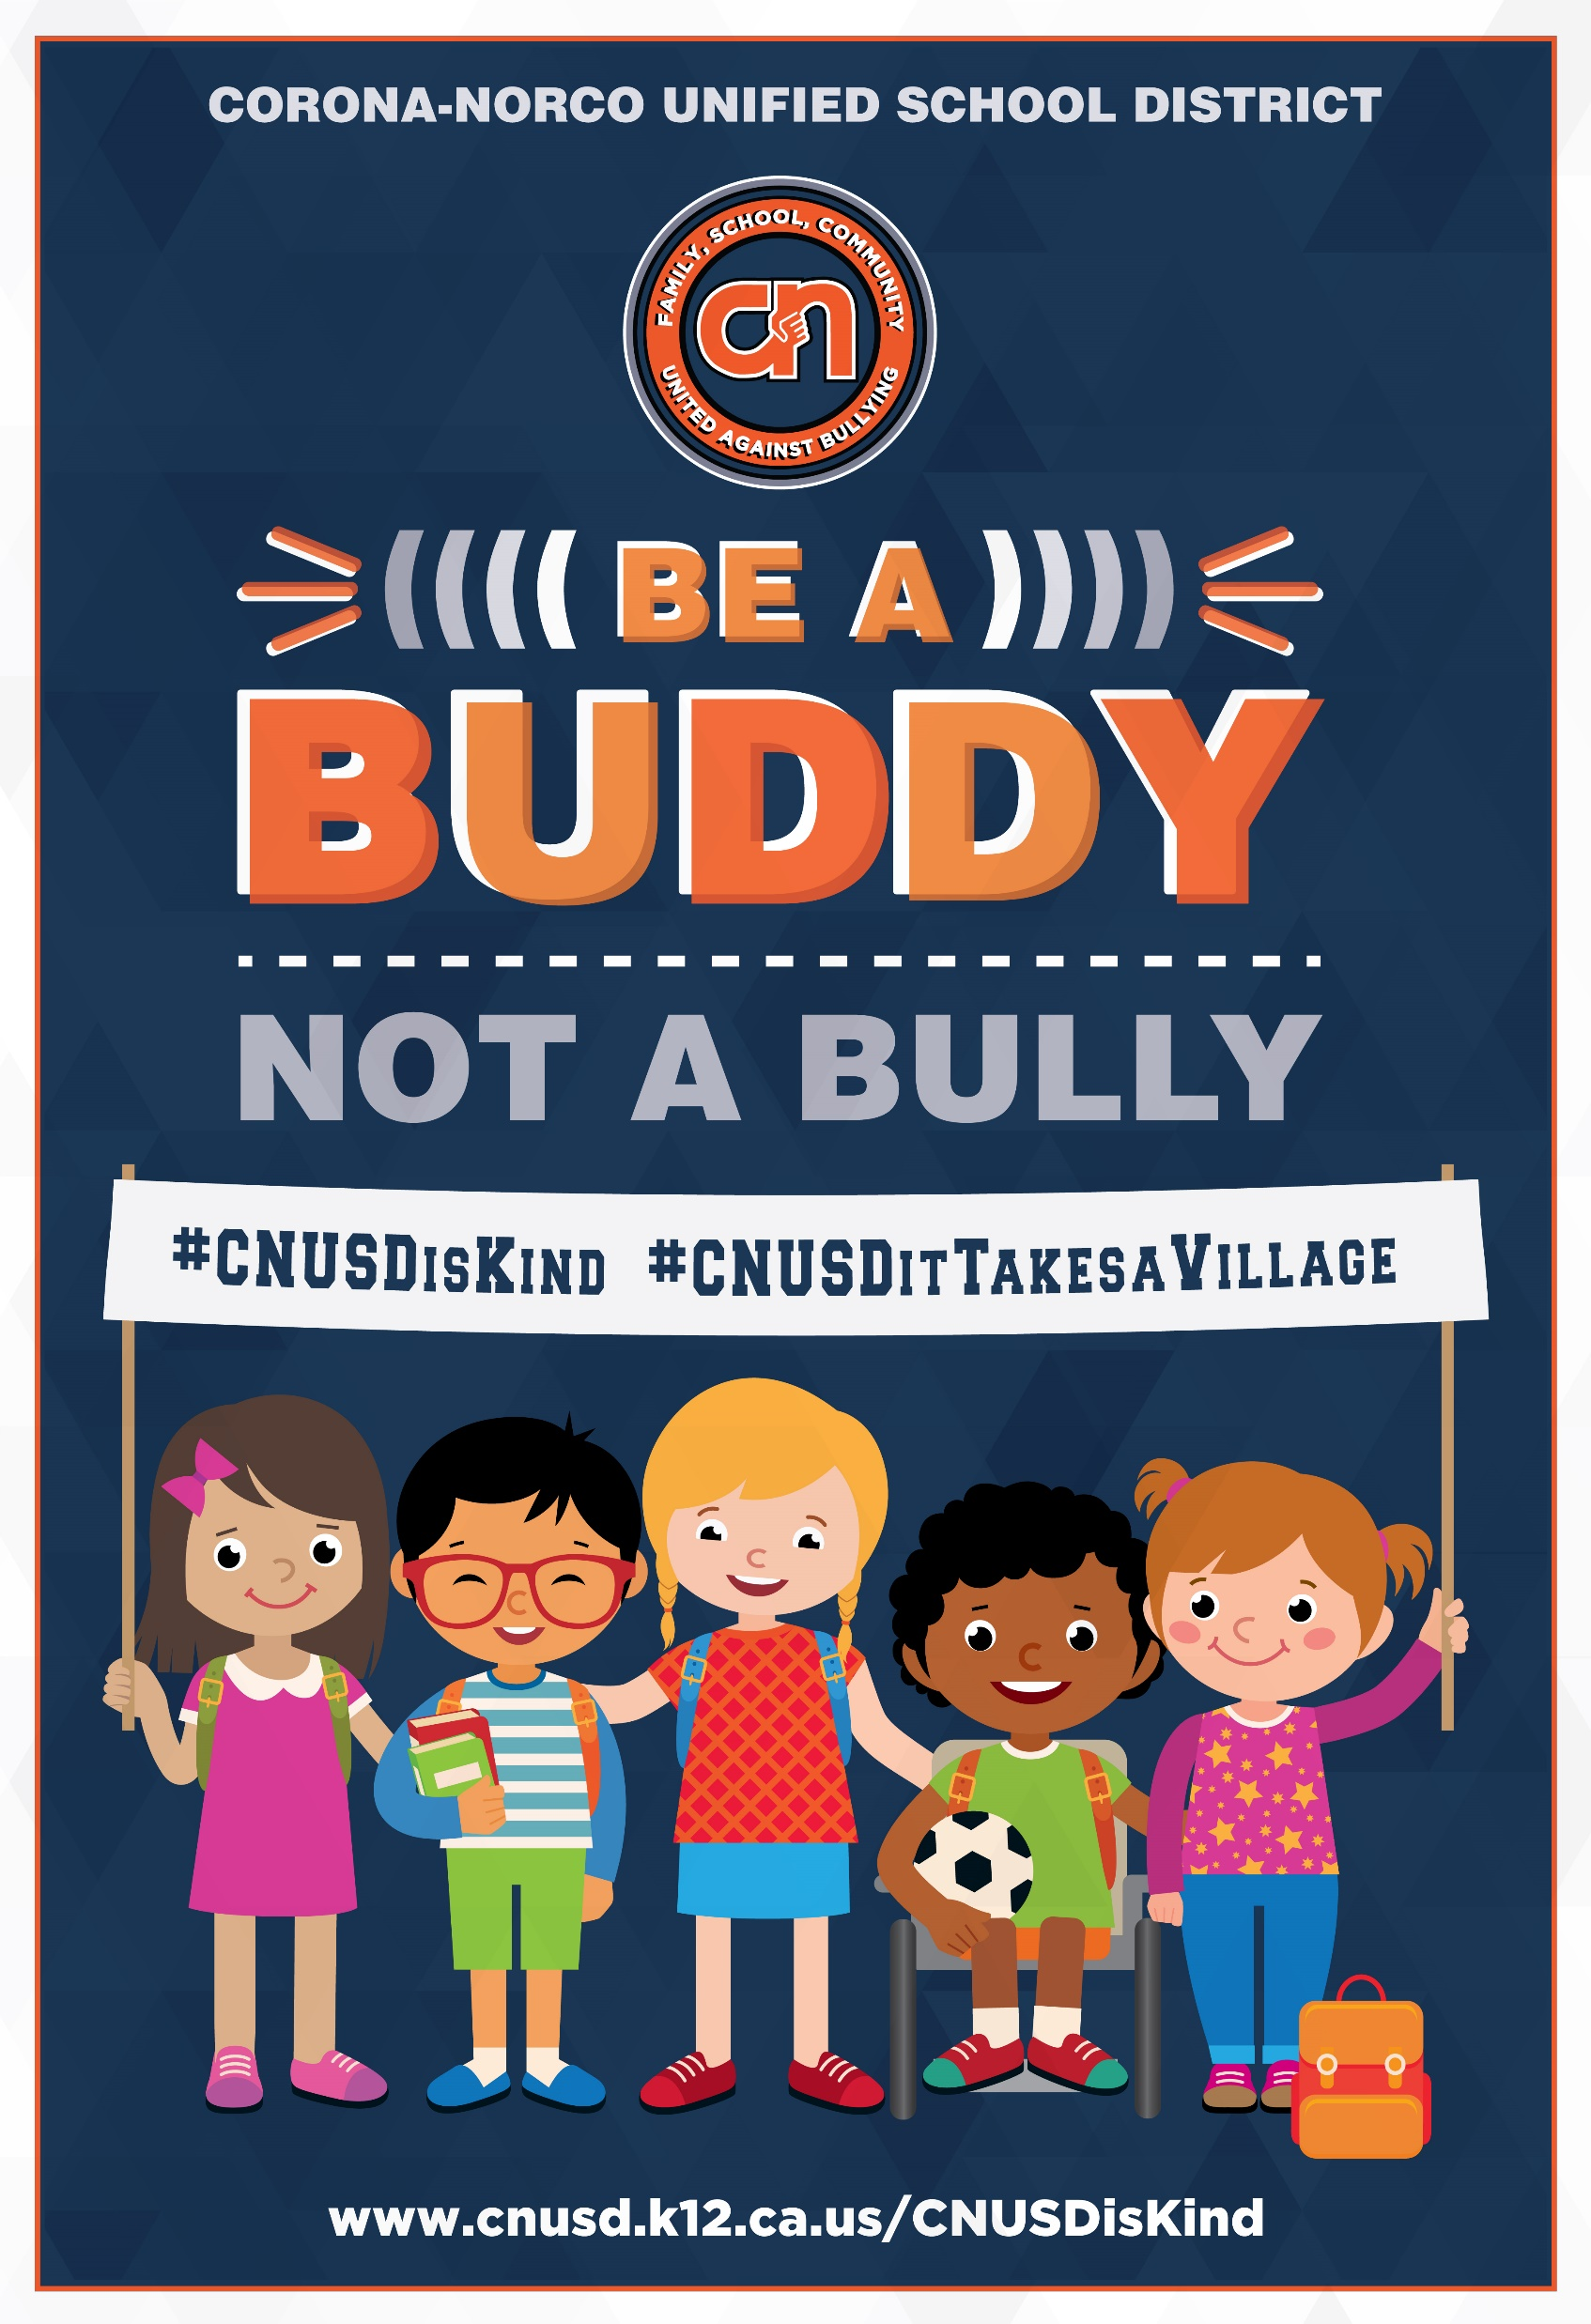 CORONA-NORCO UNIFIED SCHOOL DISTRICT
FAMILY, SCHOOL, COMMUNITY
cn
UNITED AGAINST BULLYING
((((BE A))))
BUDDY
NOT A BULLY
#CNUSDisKind #CNUSDitTakesaVillage
www.cnusd.k12.ca.us/CNUSDisKind